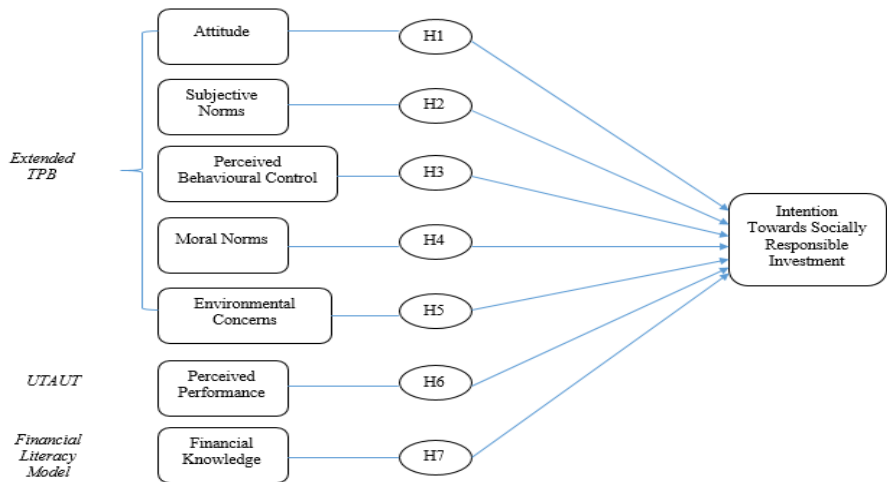 Attitude
H1
Subjective
Norms
H2
Extended
TPB
Perceived
Behavioural Control
H3
Moral Norms
H4
Environmental
Concerns
H5
UTAUT
Perceived
Performance
H6
Financial
Literacy
Model
Financial
Knowledge
H7
Intention
Towards Socially
Responsible
Investment